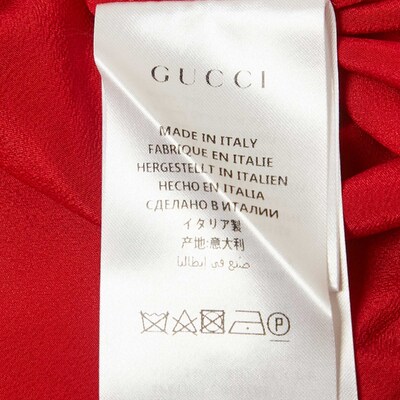 GUCCI
MADE IN ITALY
FABRIQUE EN ITALIE
HERGESTELLT IN ITALIEN
HECHO EN ITALIA
СДЕЛАНО В ИТАЛИИ
イタリア製
产地:意大利
صنع في ايطاليا
P